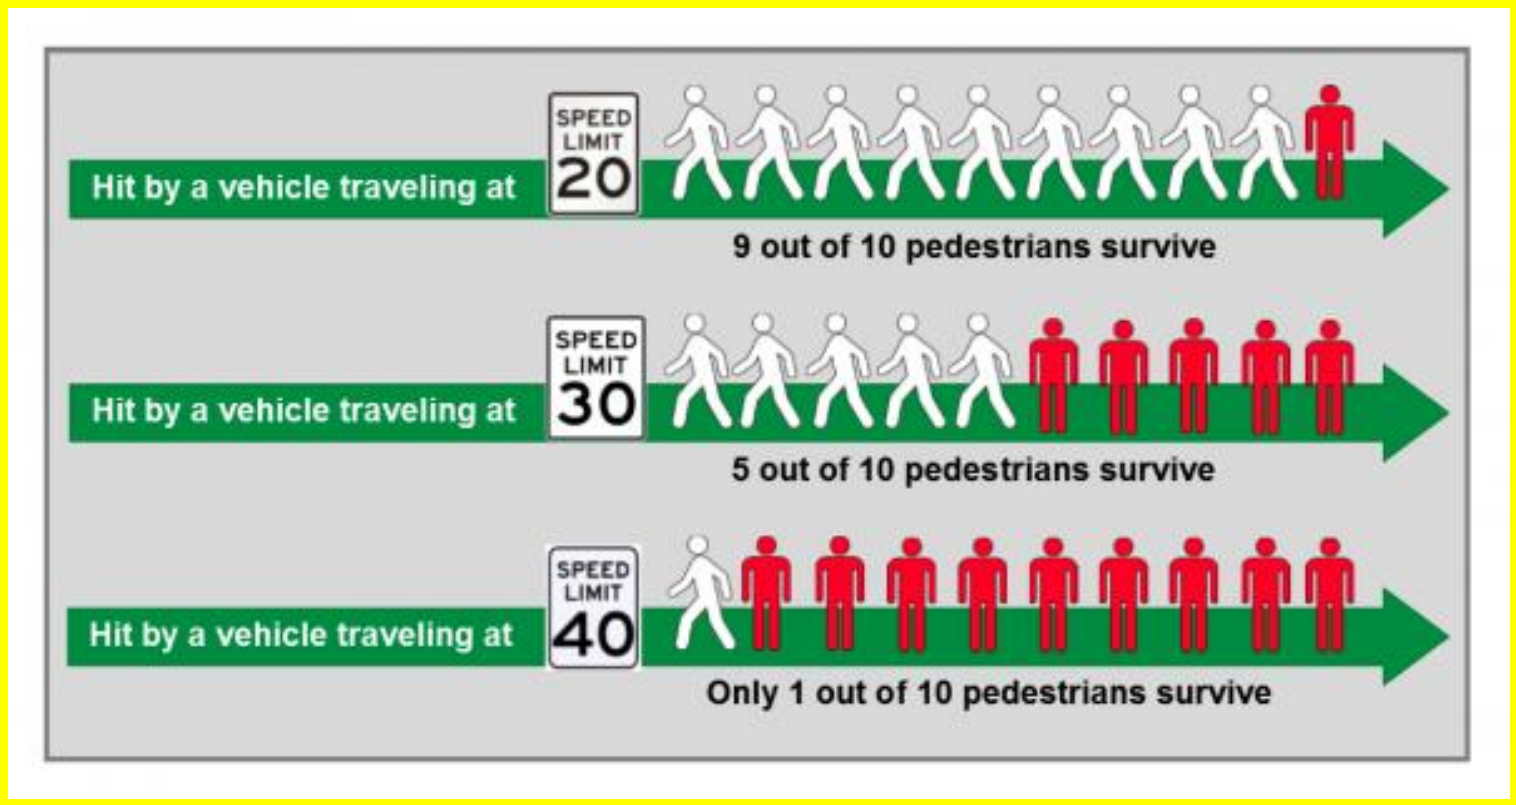 Hit by a vehicle traveling at
SPEED
LIMIT
20
9 out of 10 pedestrians survive
Hit by a vehicle traveling at
SPEED
LIMIT
30
5 out of 10 pedestrians survive
Hit by a vehicle traveling at
SPEED
LIMIT
40
Only 1 out of 10 pedestrians survive